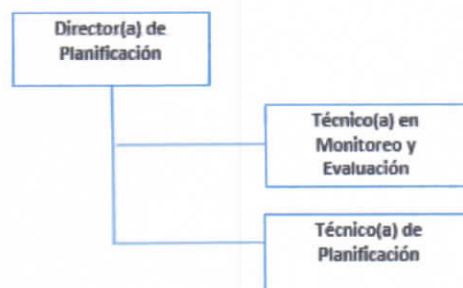 Director(a) de
Planificación
Técnico(a) en
Monitoreo y
Evaluación
Técnico(a) de
Planificación